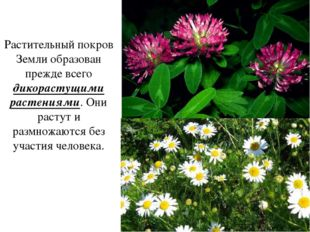 Растительный покров
Земли образован
прежде всего
дикорастущими
растениями. Они
растут и
размножаются без
участия человека.